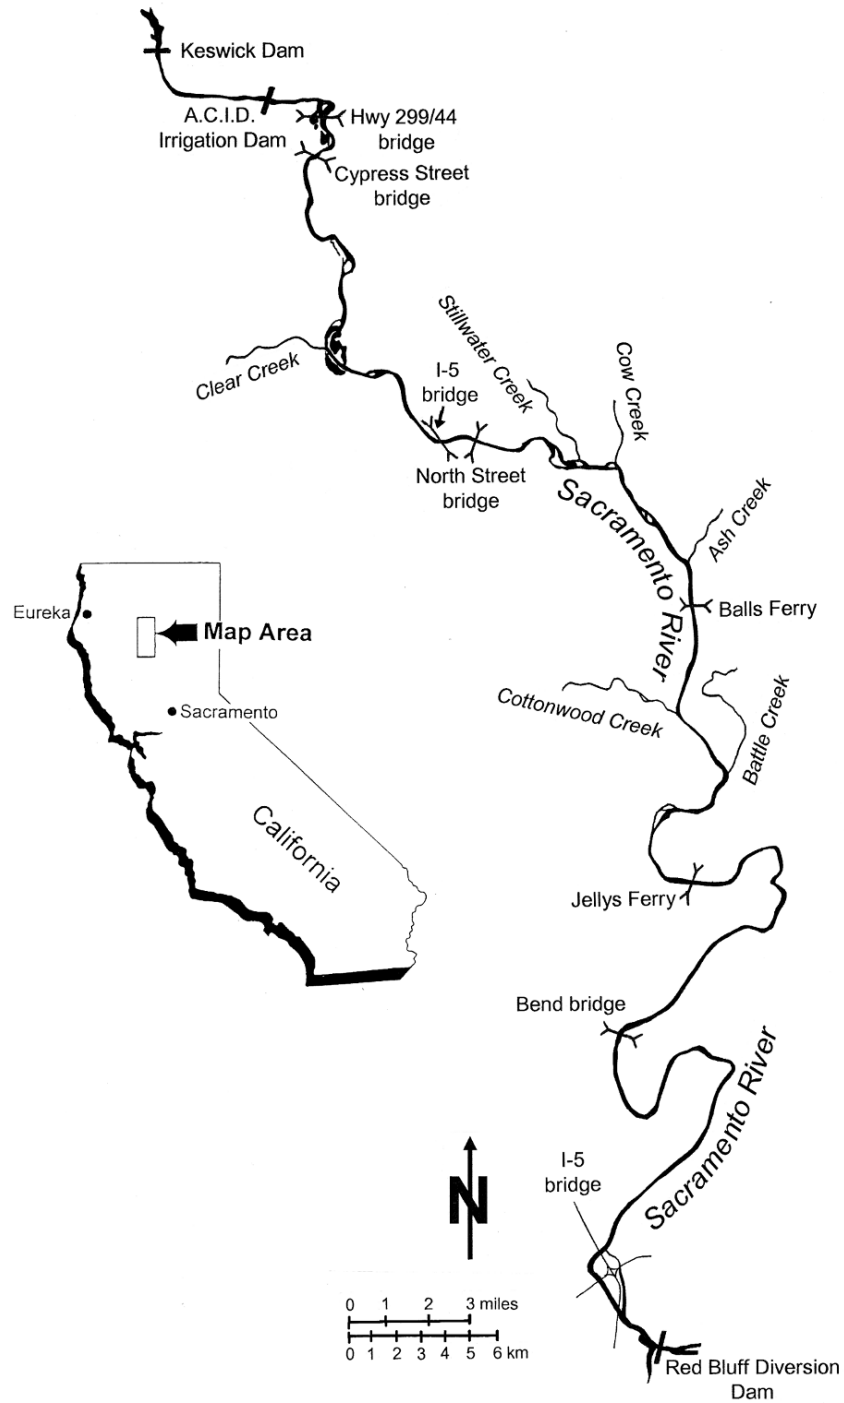 Keswick Dam
A.C.I.D.
Irrigation Dam
Hwy 299/44
bridge
Cypress Street
bridge
Stillwater Creek
Cow Creek
Clear Creek
I-5
bridge
North Street
bridge
Sacramento River
Ash Creek
Balls Ferry
Eureka
Map Area
Sacramento
California
Cottonwood Creek
Battle Creek
Jellys Ferry
Bend bridge
Sacramento River
I-5
bridge
N
0 1 2 3 miles
0 1 2 3 4 5 6 km
Red Bluff Diversion
Dam